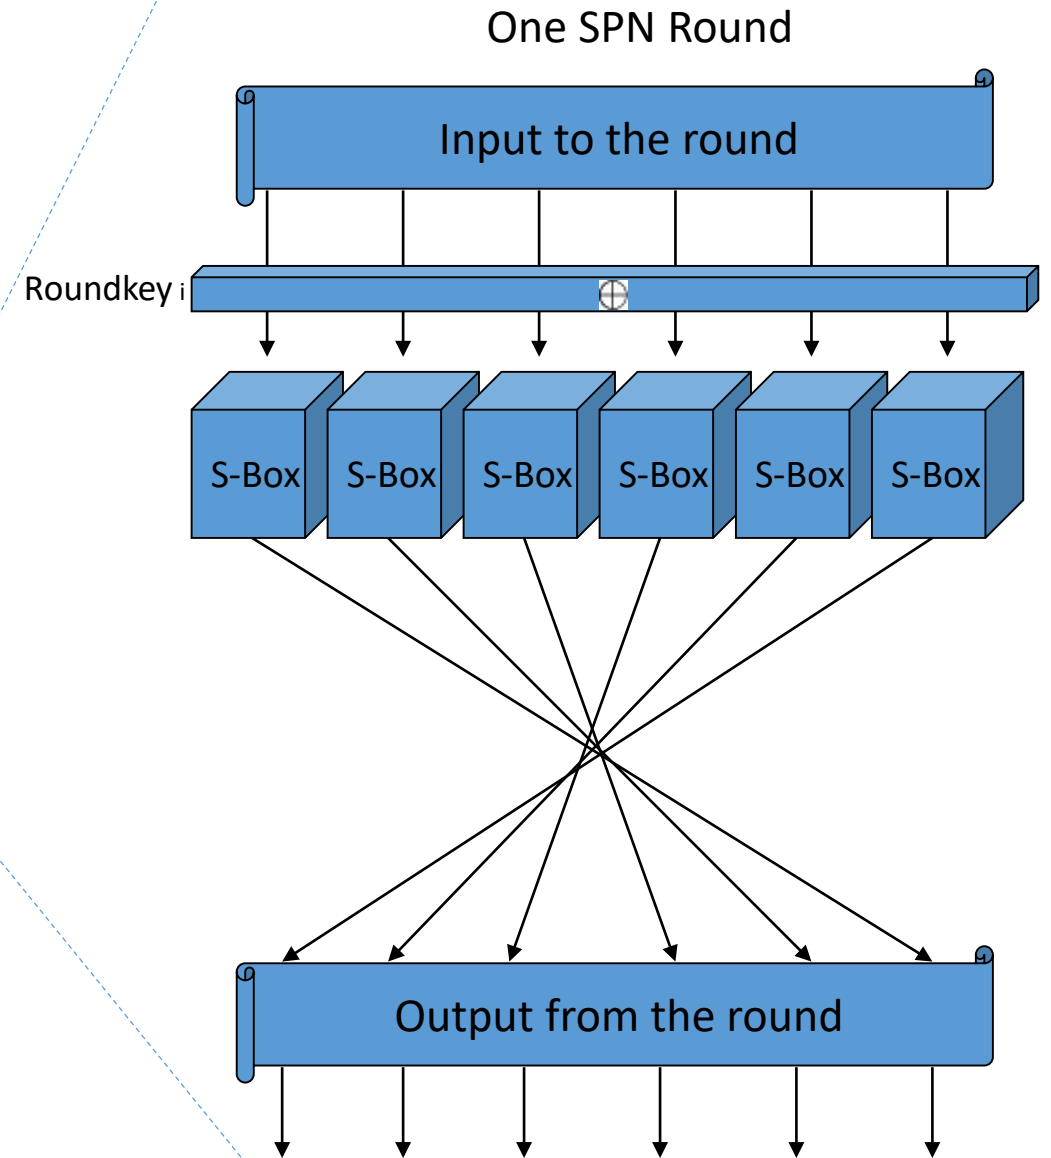 One SPN Round
Input to the round
Roundkey i
⊕
S-Box S-Box S-Box S-Box S-Box S-Box
Output from the round